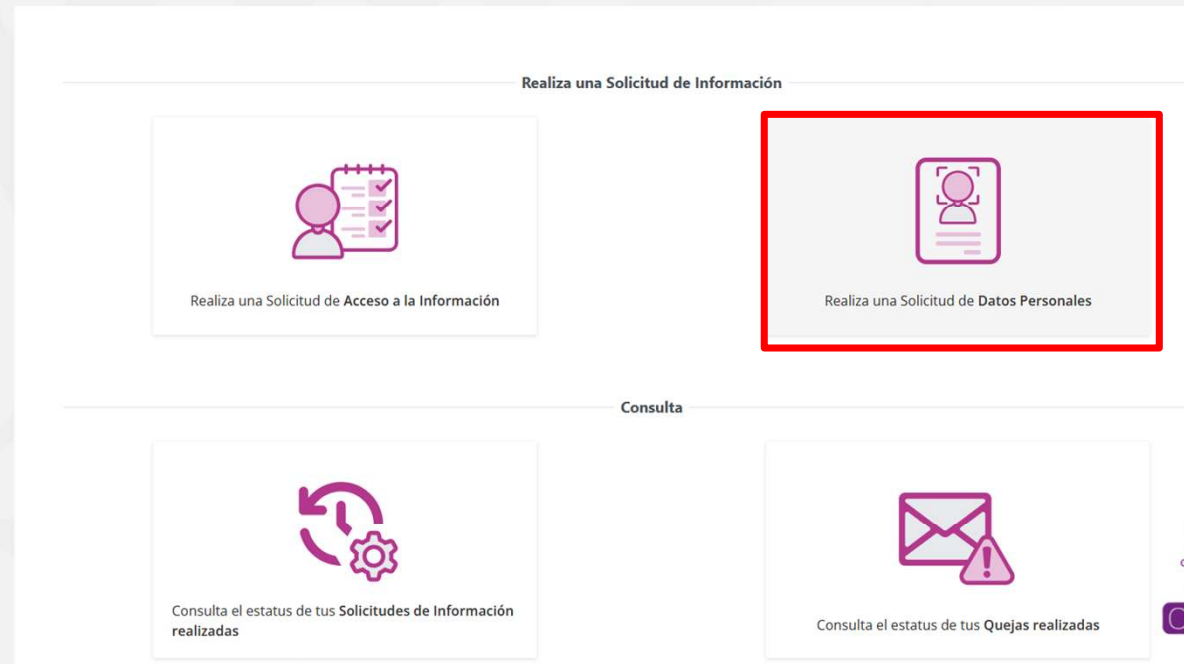 Realiza una Solicitud de Información
Realiza una Solicitud de Acceso a la Información
Realiza una Solicitud de Datos Personales
Consulta
Consulta el estatus de tus Solicitudes de Información
realizadas
Consulta el estatus de tus Quejas realizadas